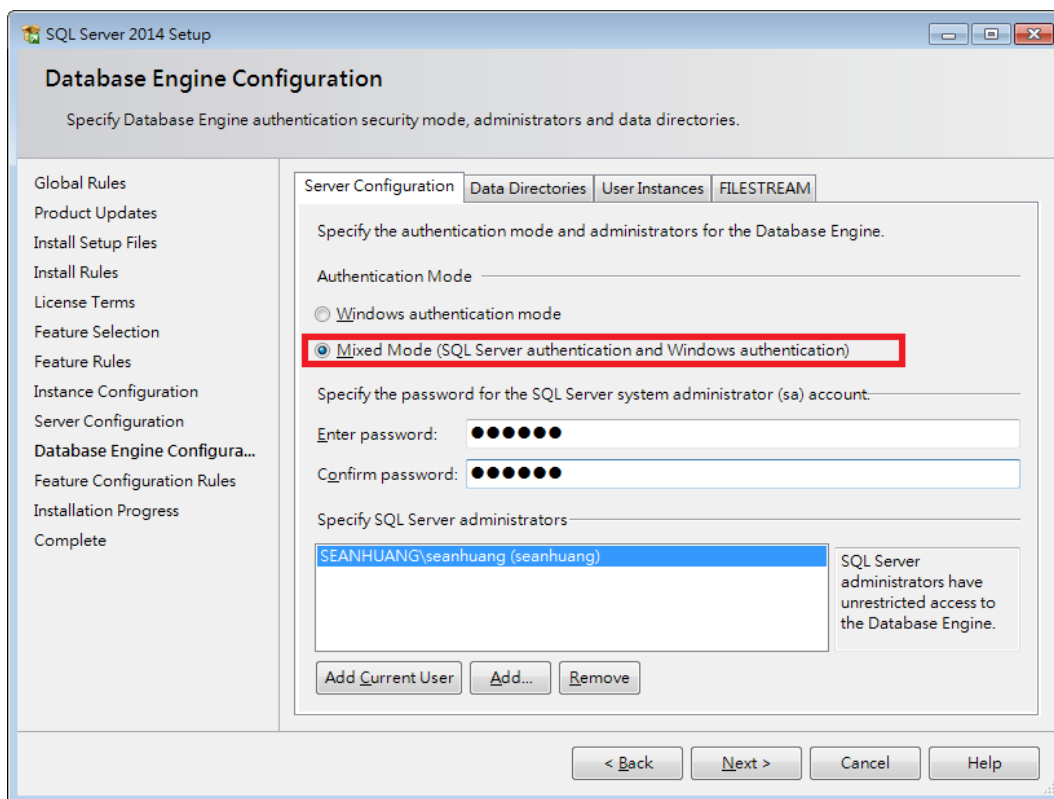 SQL Server 2014 Setup
Database Engine Configuration
Specify Database Engine authentication security mode, administrators and data directories.
Global Rules
Product Updates
Install Setup Files
Install Rules
License Terms
Feature Selection
Feature Rules
Instance Configuration
Server Configuration
Database Engine Configura...
Feature Configuration Rules
Installation Progress
Complete
Server Configuration Data Directories User Instances FILESTREAM
Specify the authentication mode and administrators for the Database Engine.
Authentication Mode
Windows authentication mode
Mixed Mode (SQL Server authentication and Windows authentication)
Specify the password for the SQL Server system administrator (sa) account.
Enter password: ●●●●●●
Confirm password: ●●●●●●
Specify SQL Server administrators
SEANHUANG\seanhuang (seanhuang)
SQL Server
administrators have
unrestricted access to
the Database Engine.
Add Current User Add... Remove
< Back Next > Cancel Help